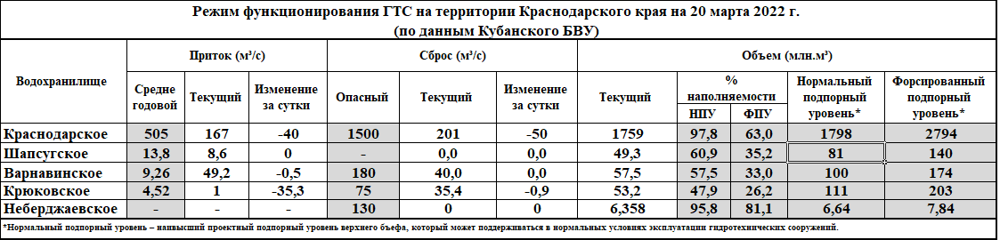 Режим функционирования ГТС на территории Краснодарского края на 20 марта 2022 г.
(по данным Кубанского БВУ)
Водохранилище Приток (м³/с) Сброс (м³/с) Объем (млн.м³)
Средне годовой Текущий Изменение за сутки Опасный Текущий Изменение за сутки Текущий % наполняемости Нормальный подпорный уровень* Форсированный подпорный уровень*
НПУ ФПУ
Краснодарское 505 167 -40 1500 201 -50 1759 97,8 63,0 1798 2794
Шапсугское 13,8 8,6 0 - 0,0 0,0 49,3 60,9 35,2 81 140
Варнавинское 9,26 49,2 -0,5 180 40,0 0,0 57,5 57,5 33,0 100 174
Крюковское 4,52 1 -35,3 75 35,4 -0,9 53,2 47,9 26,2 111 203
Неберджаевское - - - 130 0 0 6,358 95,8 81,1 6,64 7,84
*Нормальный подпорный уровень – наивысший проектный подпорный уровень верхнего бъефа, который может поддерживаться в нормальных условиях эксплуатации гидротехнических сооружений.